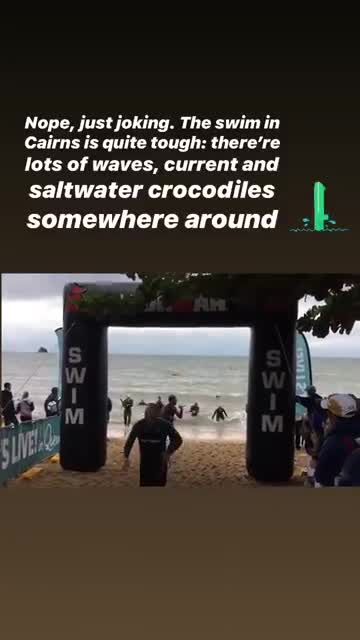 Nope, just joking. The swim in
Cairns is quite tough: there're
lots of waves, current and
saltwater crocodiles
somewhere around
SWIM
SWIM
'S LIVE!